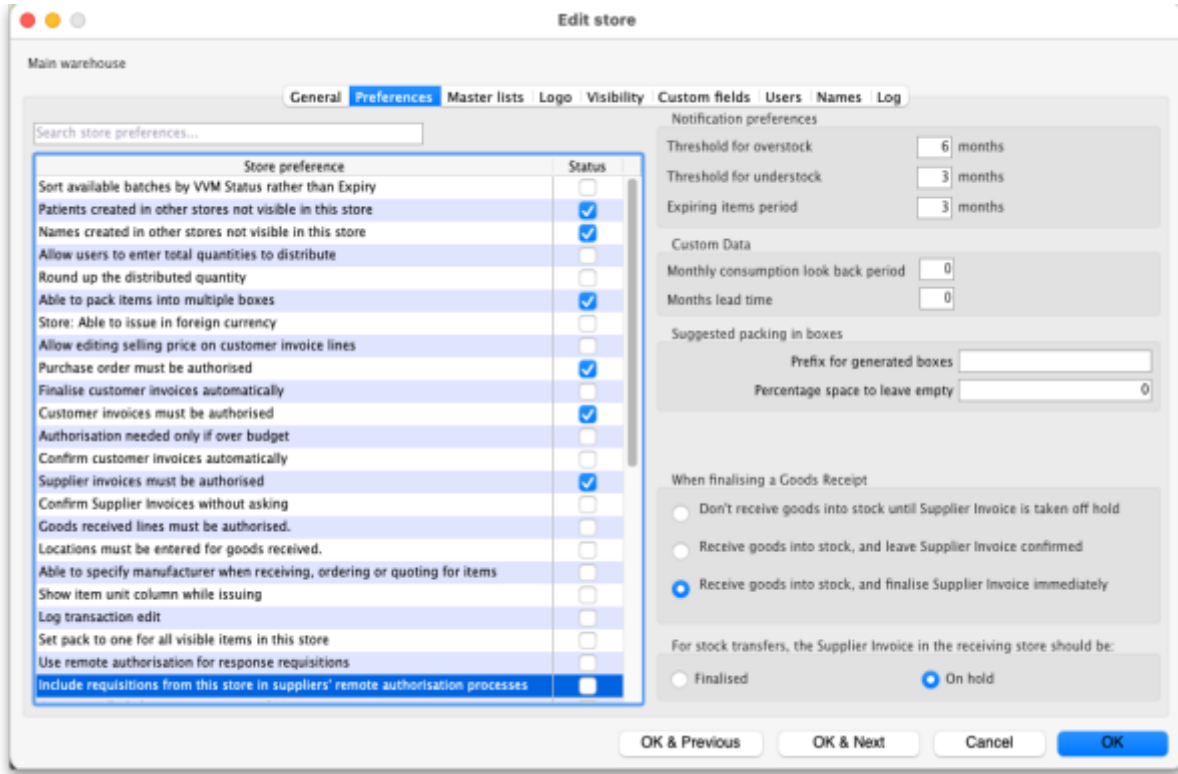 Edit store
Main warehouse
General Preferences Master lists Logo Visibility Custom fields Users Names Log
Search store preferences...
Store preference Status
Sort available batches by VVM Status rather than Expiry
Patients created in other stores not visible in this store
Names created in other stores not visible in this store
Allow users to enter total quantities to distribute
Round up the distributed quantity
Able to pack items into multiple boxes
Store: Able to issue in foreign currency
Allow editing selling price on customer invoice lines
Purchase order must be authorised
Finalise customer invoices automatically
Customer invoices must be authorised
Authorisation needed only if over budget
Confirm customer invoices automatically
Supplier invoices must be authorised
Confirm Supplier Invoices without asking
Goods received lines must be authorised.
Locations must be entered for goods received.
Able to specify manufacturer when receiving, ordering or quoting for items
Show item unit column while issuing
Log transaction edit
Set pack to one for all visible items in this store
Use remote authorisation for response requisitions
Include requisitions from this store in suppliers' remote authorisation processes
Notification preferences
Threshold for overstock 6 months
Threshold for understock 3 months
Expiring items period 3 months
Custom Data
Monthly consumption look back period 0
Months lead time 0
Suggested packing in boxes
Prefix for generated boxes
Percentage space to leave empty 0
When finalising a Goods Receipt
Don't receive goods into stock until Supplier Invoice is taken off hold
Receive goods into stock, and leave Supplier Invoice confirmed
Receive goods into stock, and finalise Supplier Invoice immediately
For stock transfers, the Supplier Invoice in the receiving store should be:
Finalised On hold
OK & Previous OK & Next Cancel OK